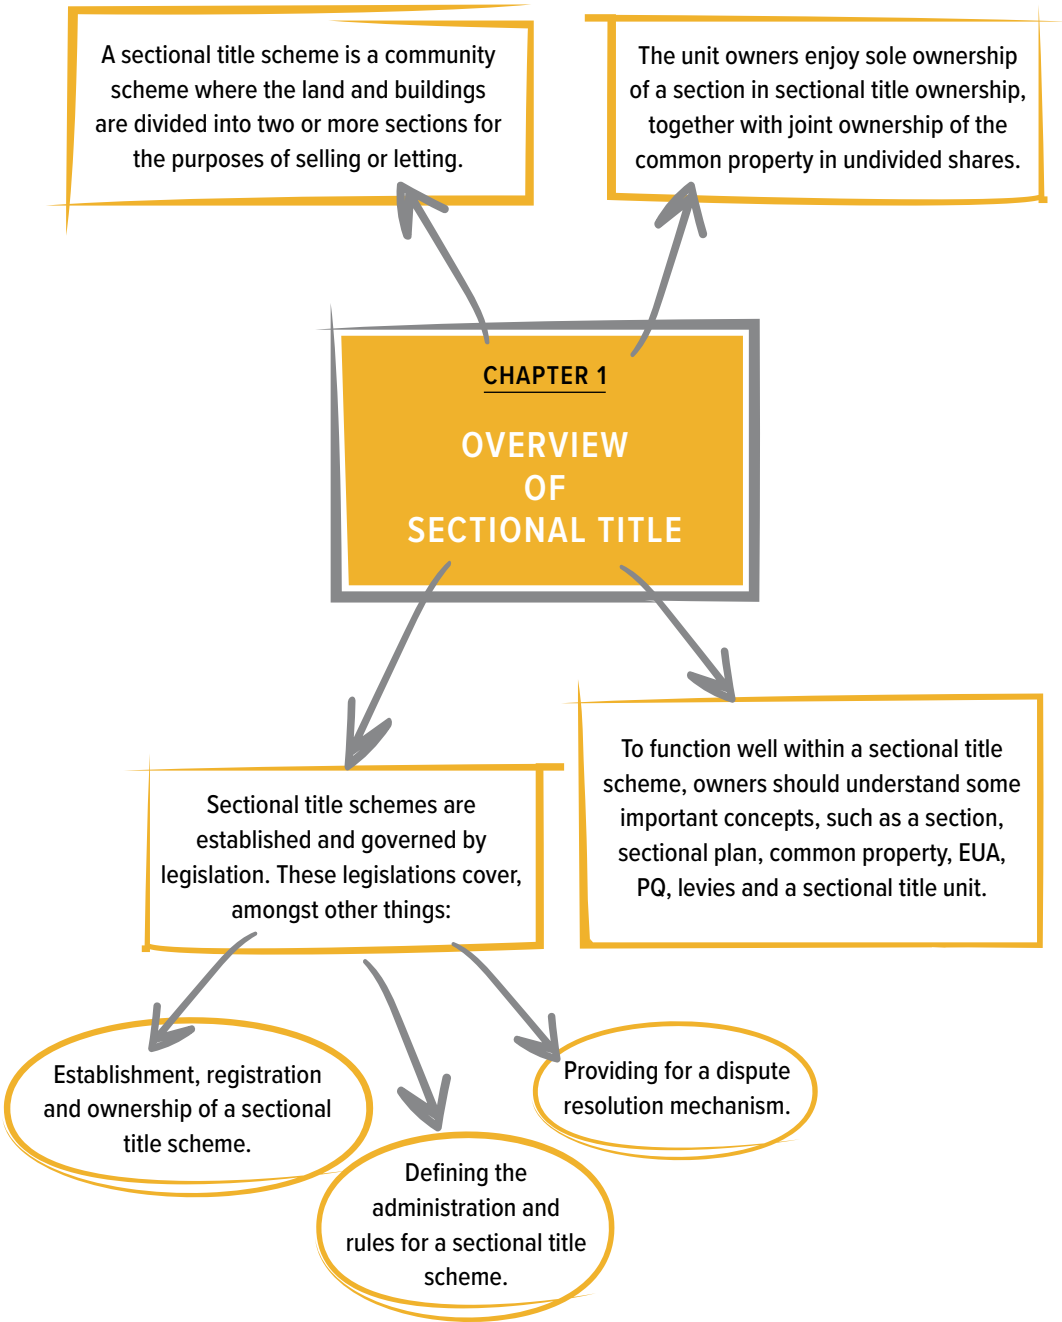 A sectional title scheme is a community
scheme where the land and buildings
are divided into two or more sections for
the purposes of selling or letting.
The unit owners enjoy sole ownership
of a section in sectional title ownership,
together with joint ownership of the
common property in undivided shares.
CHAPTER 1
OVERVIEW
OF
SECTIONAL TITLE
Sectional title schemes are
established and governed by
legislation. These legislations cover,
amongst other things:
To function well within a sectional title
scheme, owners should understand some
important concepts, such as a section,
sectional plan, common property, EUA,
PQ, levies and a sectional title unit.
Establishment, registration
and ownership of a sectional
title scheme.
Defining the
administration and
rules for a sectional title
scheme.
Providing for a dispute
resolution mechanism.